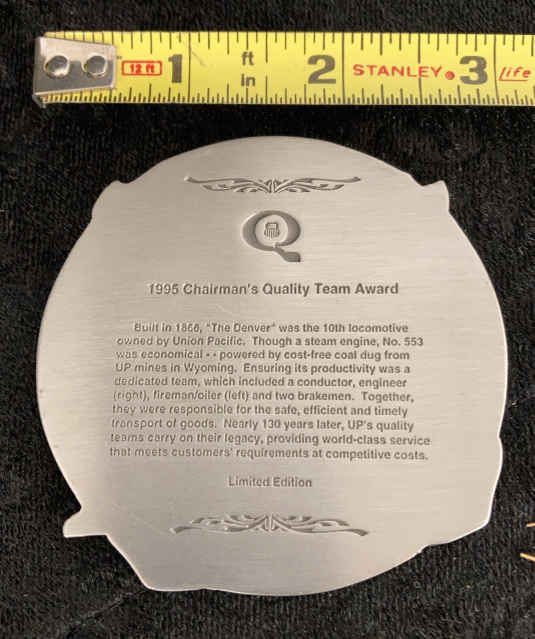 12 ft 1 ft in 2 STANLEY. 3 life
1995 Chairman's Quality Team Award
Built in 1866, "The Denver" was the 10th locomotive
owned by Union Pacific. Though a steam engine, No. 553
was economical - - powered by cost-free coal dug from
UP mines in Wyoming. Ensuring its productivity was a
dedicated team, which included a conductor, engineer
(right), fireman/oiler (left) and two brakemen. Together,
they were responsible for the safe, efficient and timely
transport of goods. Nearly 130 years later, UP's quality
teams carry on their legacy, providing world-class service
that meets customers' requirements at competitive costs.
Limited Edition